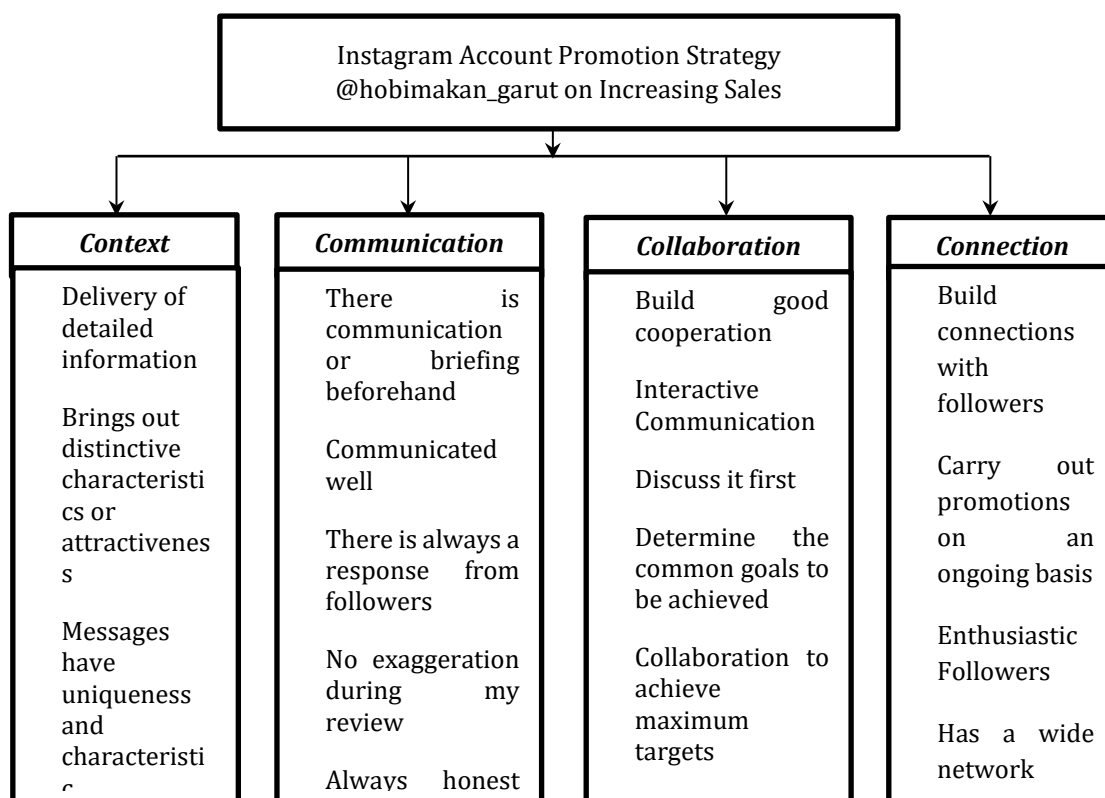 Instagram Account Promotion Strategy
@hobimakan_garut on Increasing Sales
Context
Delivery of
detailed
information
Brings out
distinctive
characteristi
cs or
attractivenes
s
Messages
have
uniqueness
and
characteristi
Communication
There is
communication
or briefing
beforehand
Communicated
well
There is always a
response from
followers
No exaggeration
during my
review
Always honest
Collaboration
Build good
cooperation
Interactive
Communication
Discuss it first
Determine the
common goals to
be achieved
Collaboration to
achieve
maximum
targets
Connection
Build
connections
with
followers
Carry out
promotions
on an
ongoing basis
Enthusiastic
Followers
Has a wide
network